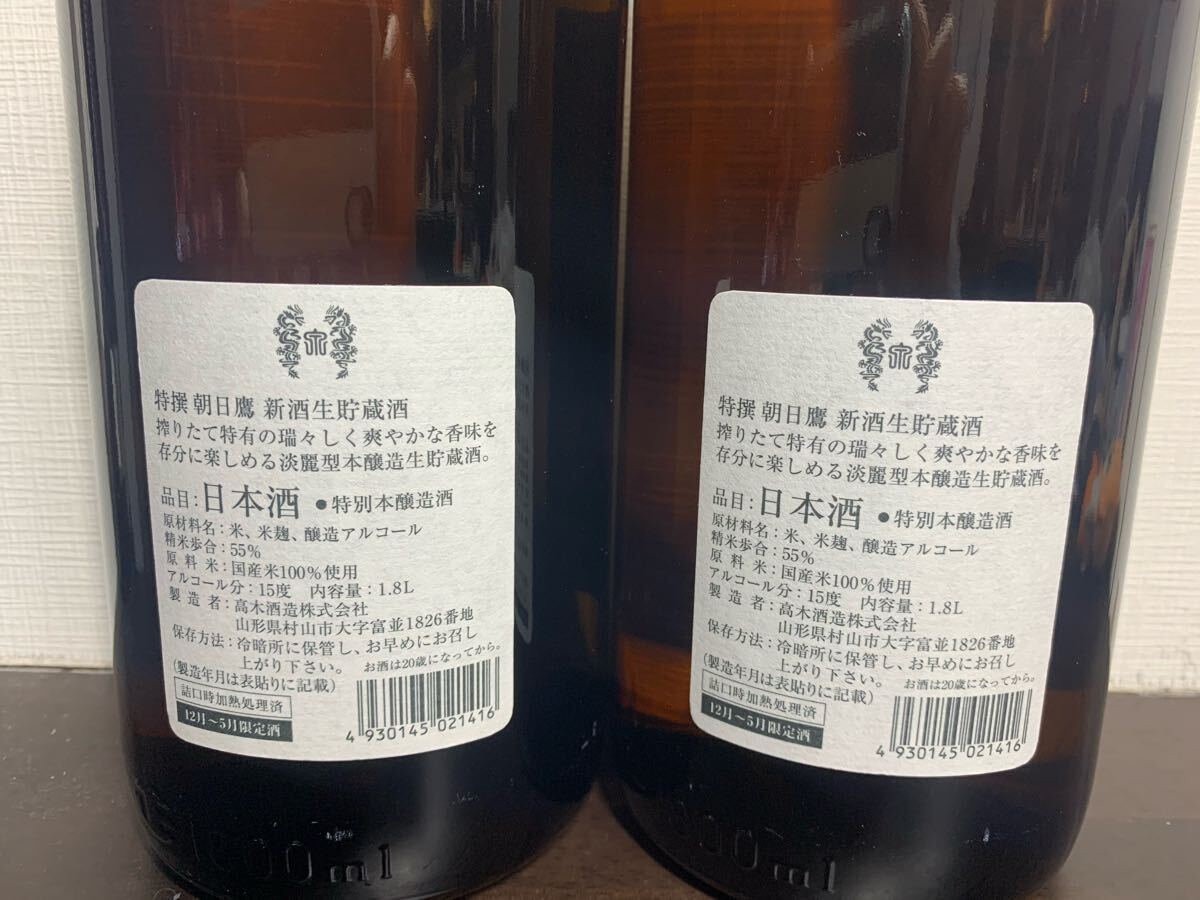 特撰 朝日鷹 新酒生貯蔵酒
搾りたて特有の瑞々しく爽やかな香味を
存分に楽しめる淡麗型本醸造生貯蔵酒。
品目:日本酒 ●特別本醸造酒
原材料名:米、米麹、醸造アルコール
精米歩合:55%
原料米:国産米100%使用
アルコール分:15度 内容量:1.8L
製造者:高木酒造株式会社
山形県村山市大字富並1826番地
保存方法:冷暗所に保管し、お早めにお召し
上がり下さい。 お酒は20歳になってから。
(製造年月は表貼りに記載)
詰口時加熱処理済
12月〜5月限定酒
4 930145 021416
特撰 朝日鷹 新酒生貯蔵酒
搾りたて特有の瑞々しく爽やかな香味を
存分に楽しめる淡麗型本醸造生貯蔵酒。
品目:日本酒 ●特別本醸造酒
原材料名:米、米麹、醸造アルコール
精米歩合:55%
原料米:国産米100%使用
アルコール分:15度 内容量:1.8L
製造者:高木酒造株式会社
山形県村山市大字富並1826番地
保存方法:冷暗所に保管し、お早めにお召し
上がり下さい。 お酒は20歳になってから。
(製造年月は表貼りに記載)
詰口時加熱処理済
12月〜5月限定酒
4 930145 021416